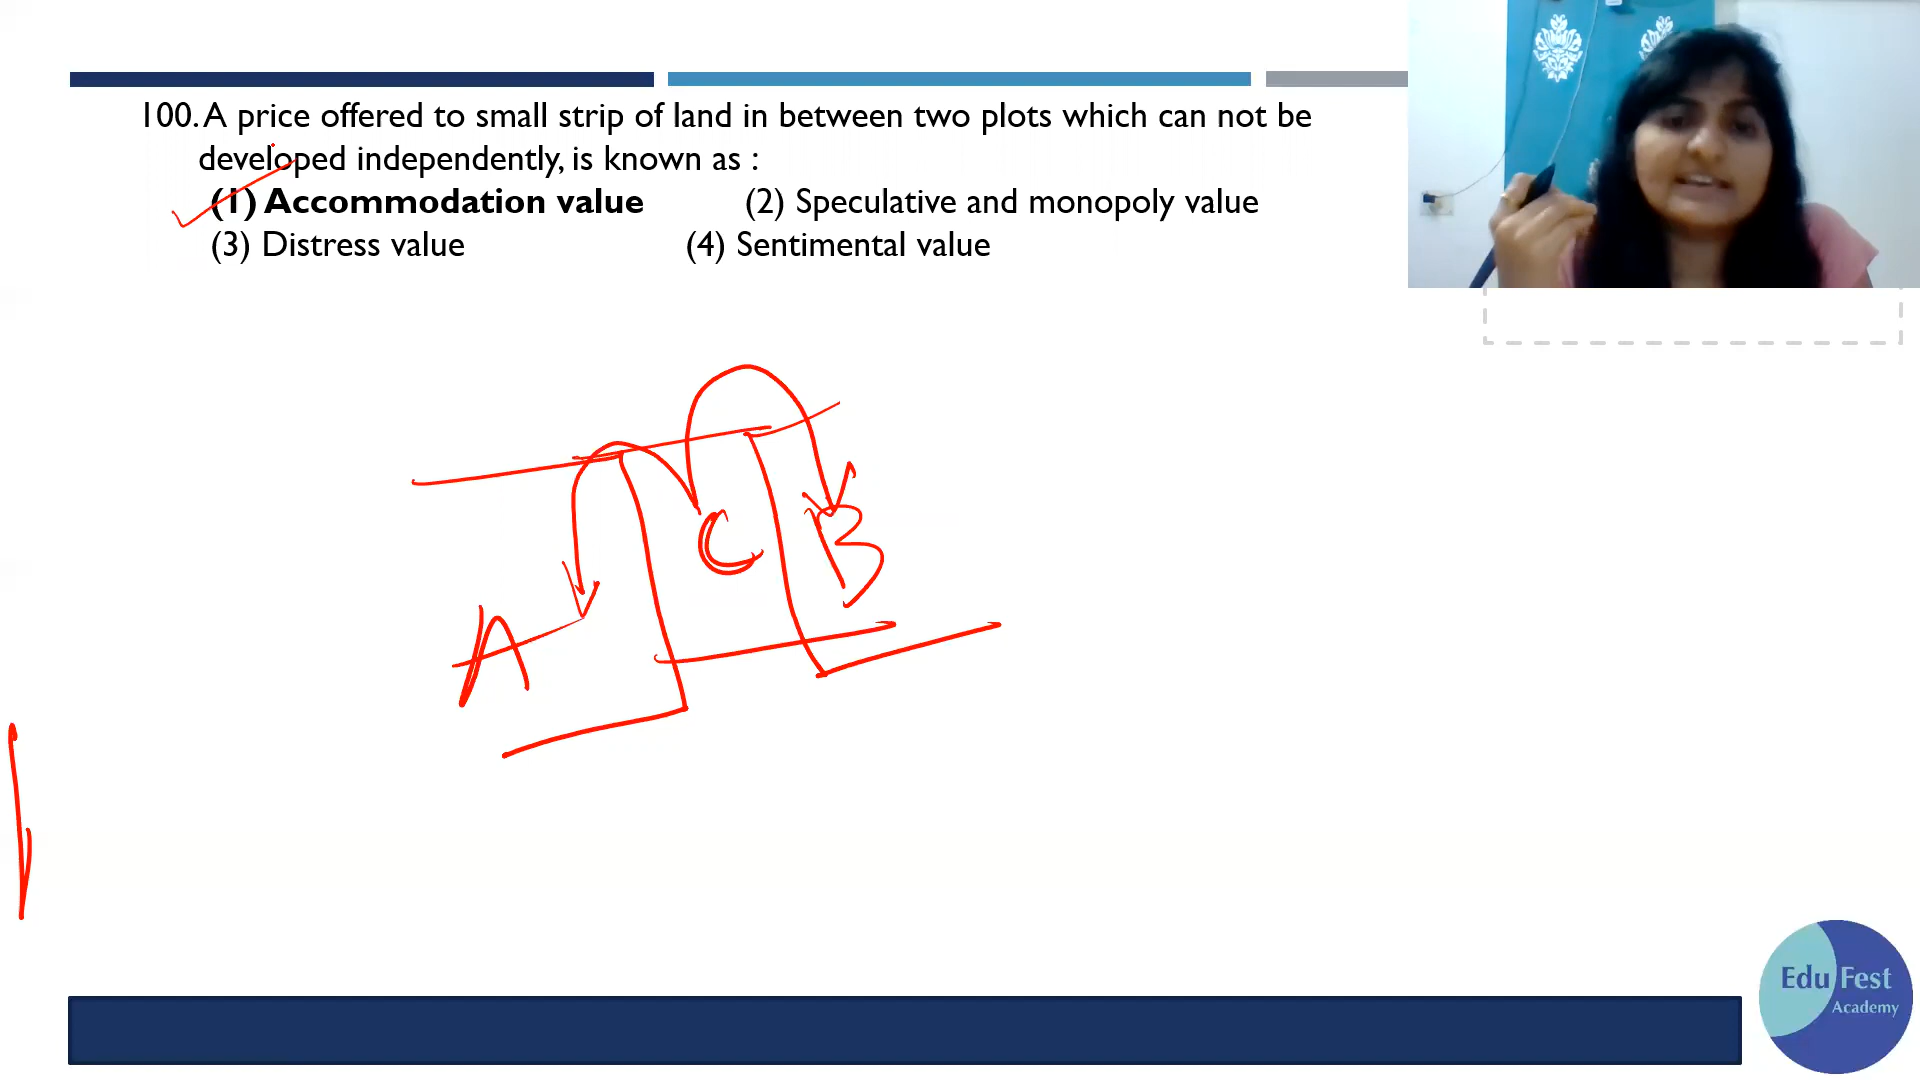 100. A price offered to small strip of land in between two plots which can not be
developed independently, is known as :
(1) Accommodation value (2) Speculative and monopoly value
(3) Distress value (4) Sentimental value
C B
A
Edu Fest
Academy